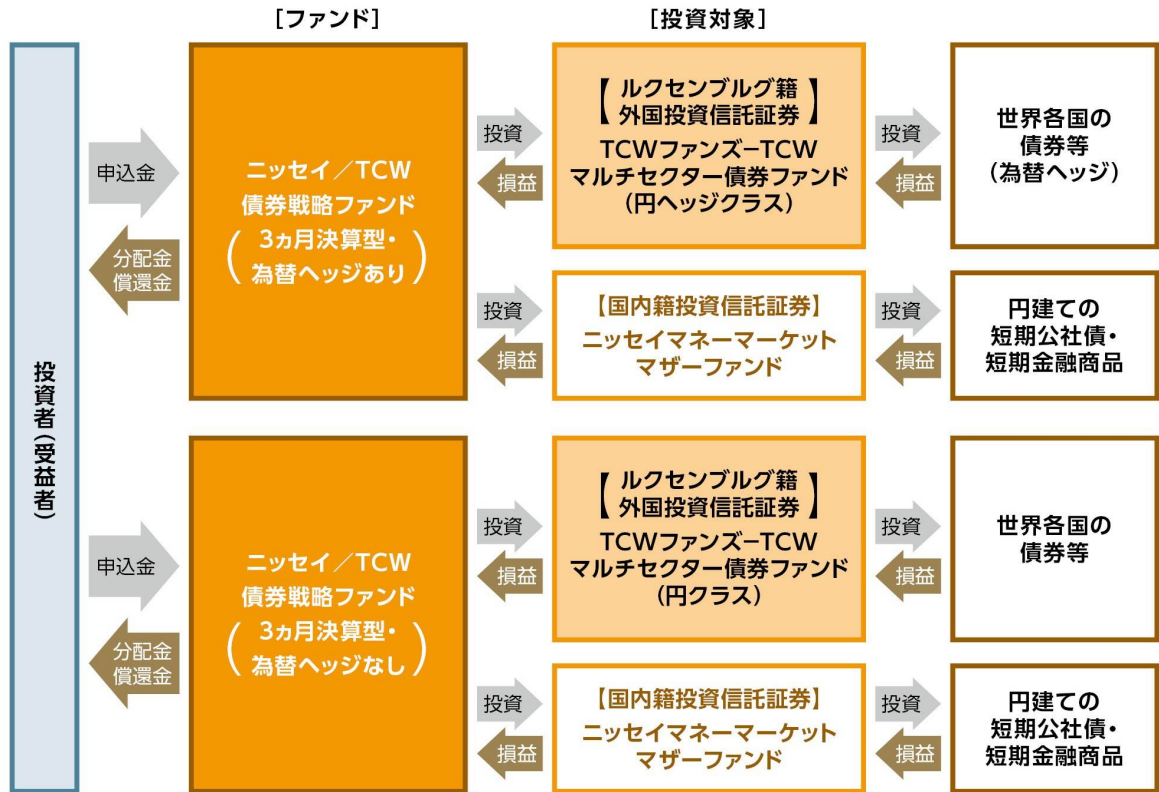 [ファンド]
[投資対象]
投資者(受益者)
申込金
分配金
償還金
ニッセイ／TCW
債券戦略ファンド
(3ヵ月決算型・
為替ヘッジあり)
投資
損益
【ルクセンブルグ籍
外国投資信託証券】
TCWファンズ－TCW
マルチセクター債券ファンド
(円ヘッジクラス)
投資
損益
世界各国の
債券等
(為替ヘッジ)
投資
損益
【国内籍投資信託証券】
ニッセイマネーマーケット
マザーファンド
投資
損益
円建ての
短期公社債・
短期金融商品
申込金
分配金
償還金
ニッセイ／TCW
債券戦略ファンド
(3ヵ月決算型・
為替ヘッジなし)
投資
損益
【ルクセンブルグ籍
外国投資信託証券】
TCWファンズ－TCW
マルチセクター債券ファンド
(円クラス)
投資
損益
世界各国の
債券等
投資
損益
【国内籍投資信託証券】
ニッセイマネーマーケット
マザーファンド
投資
損益
円建ての
短期公社債・
短期金融商品